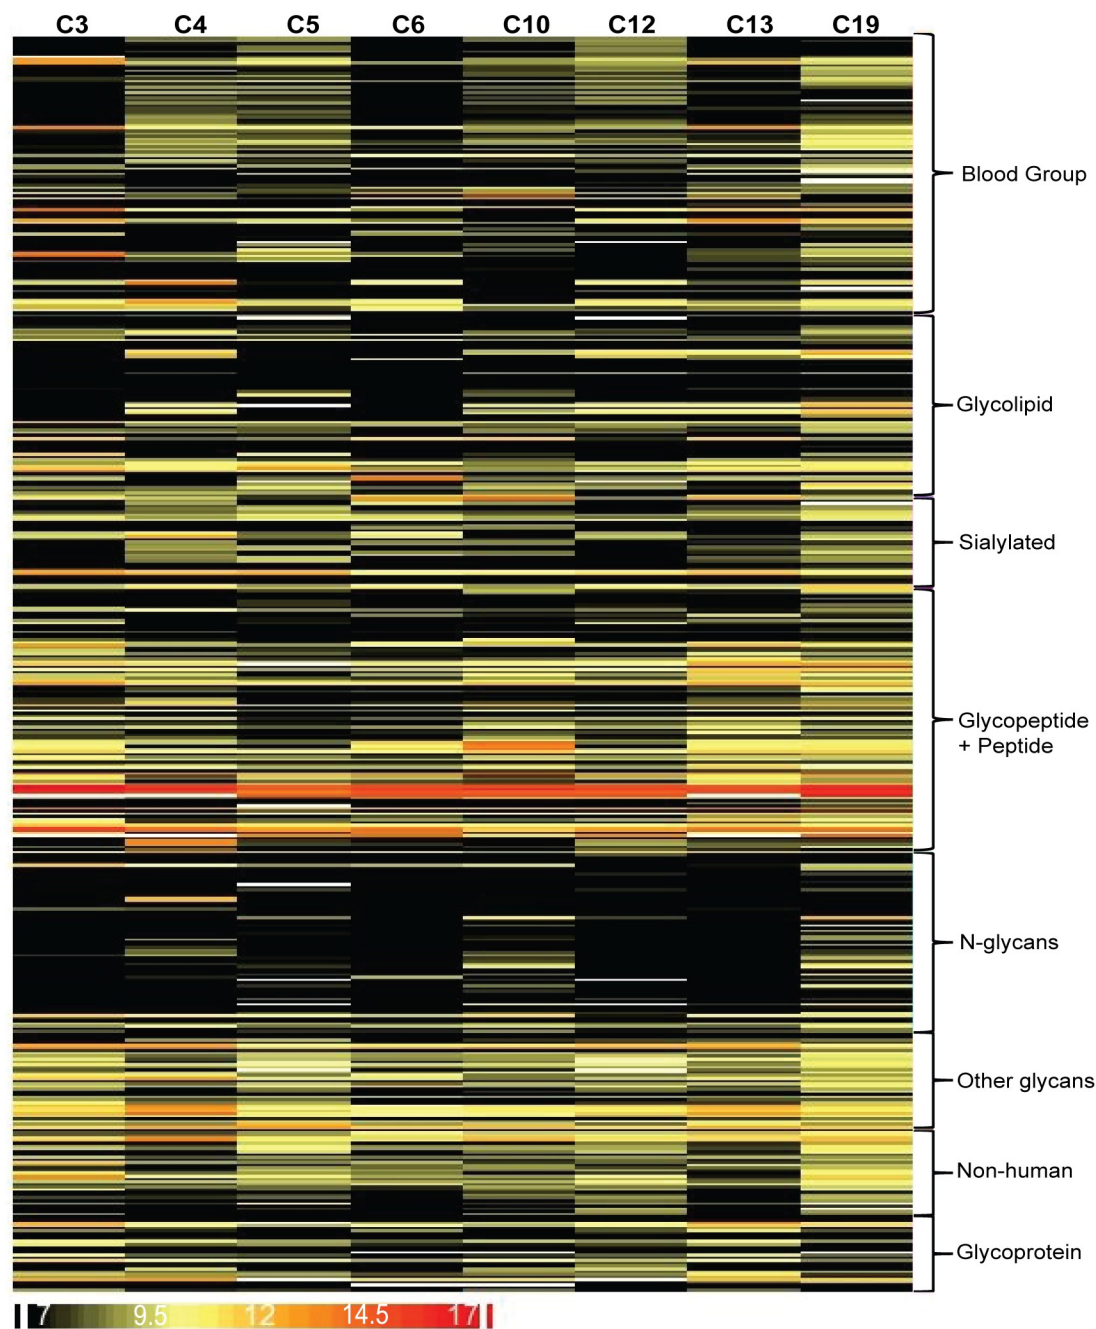 C3 C4 C5 C6 C10 C12 C13 C19
Blood Group
Glycolipid
Sialylated
Glycopeptide
+ Peptide
N-glycans
Other glycans
Non-human
Glycoprotein
7 9.5 12 14.5 17